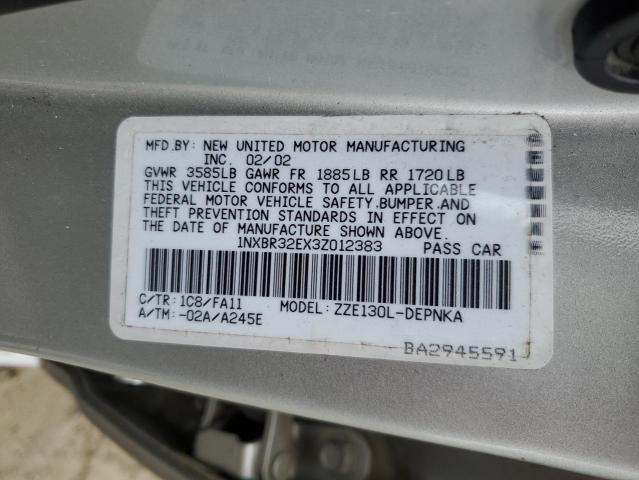 MFD.BY: NEW UNITED MOTOR MANUFACTURING
INC. 02/02
GVWR 3585LB GAWR FR 1885LB RR 1720LB
THIS VEHICLE CONFORMS TO ALL APPLICABLE
FEDERAL MOTOR VEHICLE SAFETY,BUMPER,AND
THEFT PREVENTION STANDARDS IN EFFECT ON
THE DATE OF MANUFACTURE SHOWN ABOVE.
1NXBR32EX3Z012383 PASS CAR
C/TR: 1C8/FA11 MODEL: ZZE130L-DEPNKA
A/TM: -02A/A245E
BA2945591